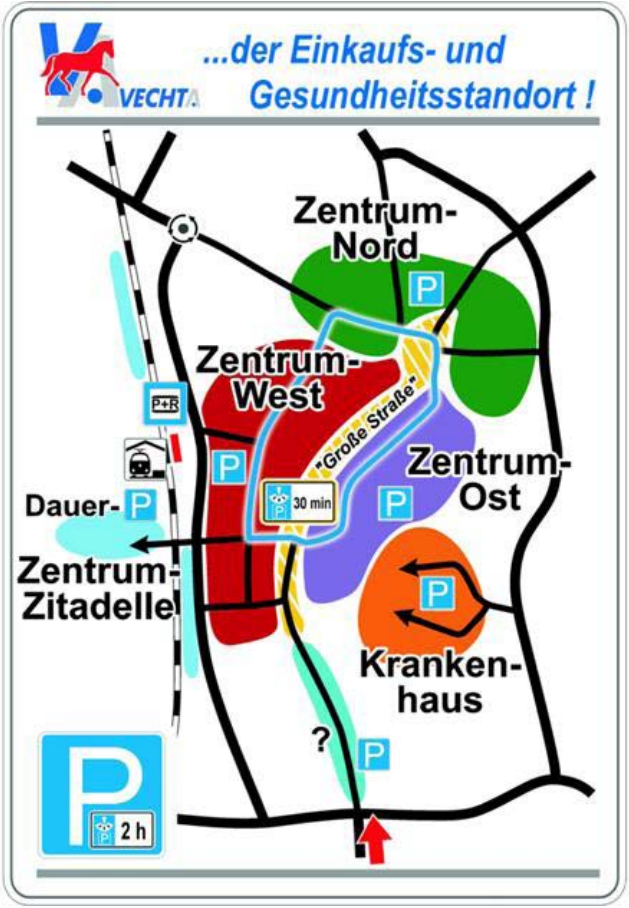 ...der Einkaufs- und
VECHTA
Gesundheitsstandort !
Zentrum-
Nord
P
Zentrum-
West
P+R
"Große Straße"
P
Zentrum-
Ost
P 30 min
P
Dauer-P
Zentrum-
Zitadelle
P
Kranken-
haus
?
P
P
P 2 h